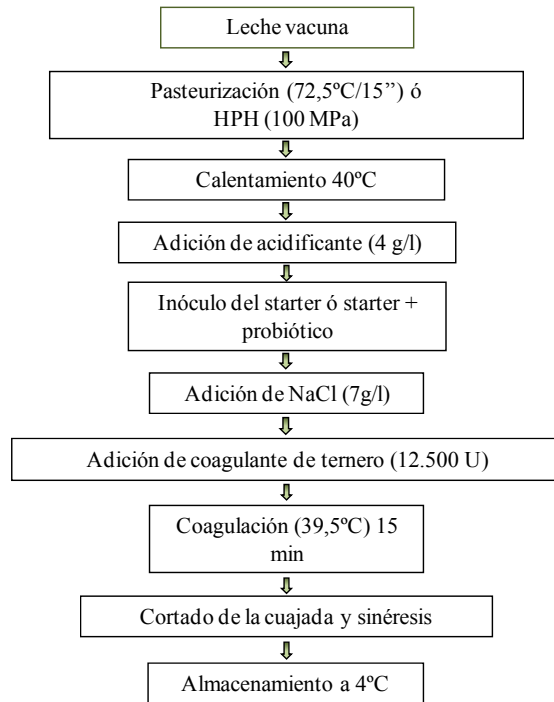 Leche vacuna
Pasteurización (72,5ºC/15’’) ó
HPH (100 MPa)
Calentamiento 40ºC
Adición de acidificante (4 g/l)
Inóculo del starter ó starter +
probiótico
Adición de NaCl (7g/l)
Adición de coagulante de ternero (12.500 U)
Coagulación (39,5ºC) 15
min
Cortado de la cuajada y sinéresis
Almacenamiento a 4ºC